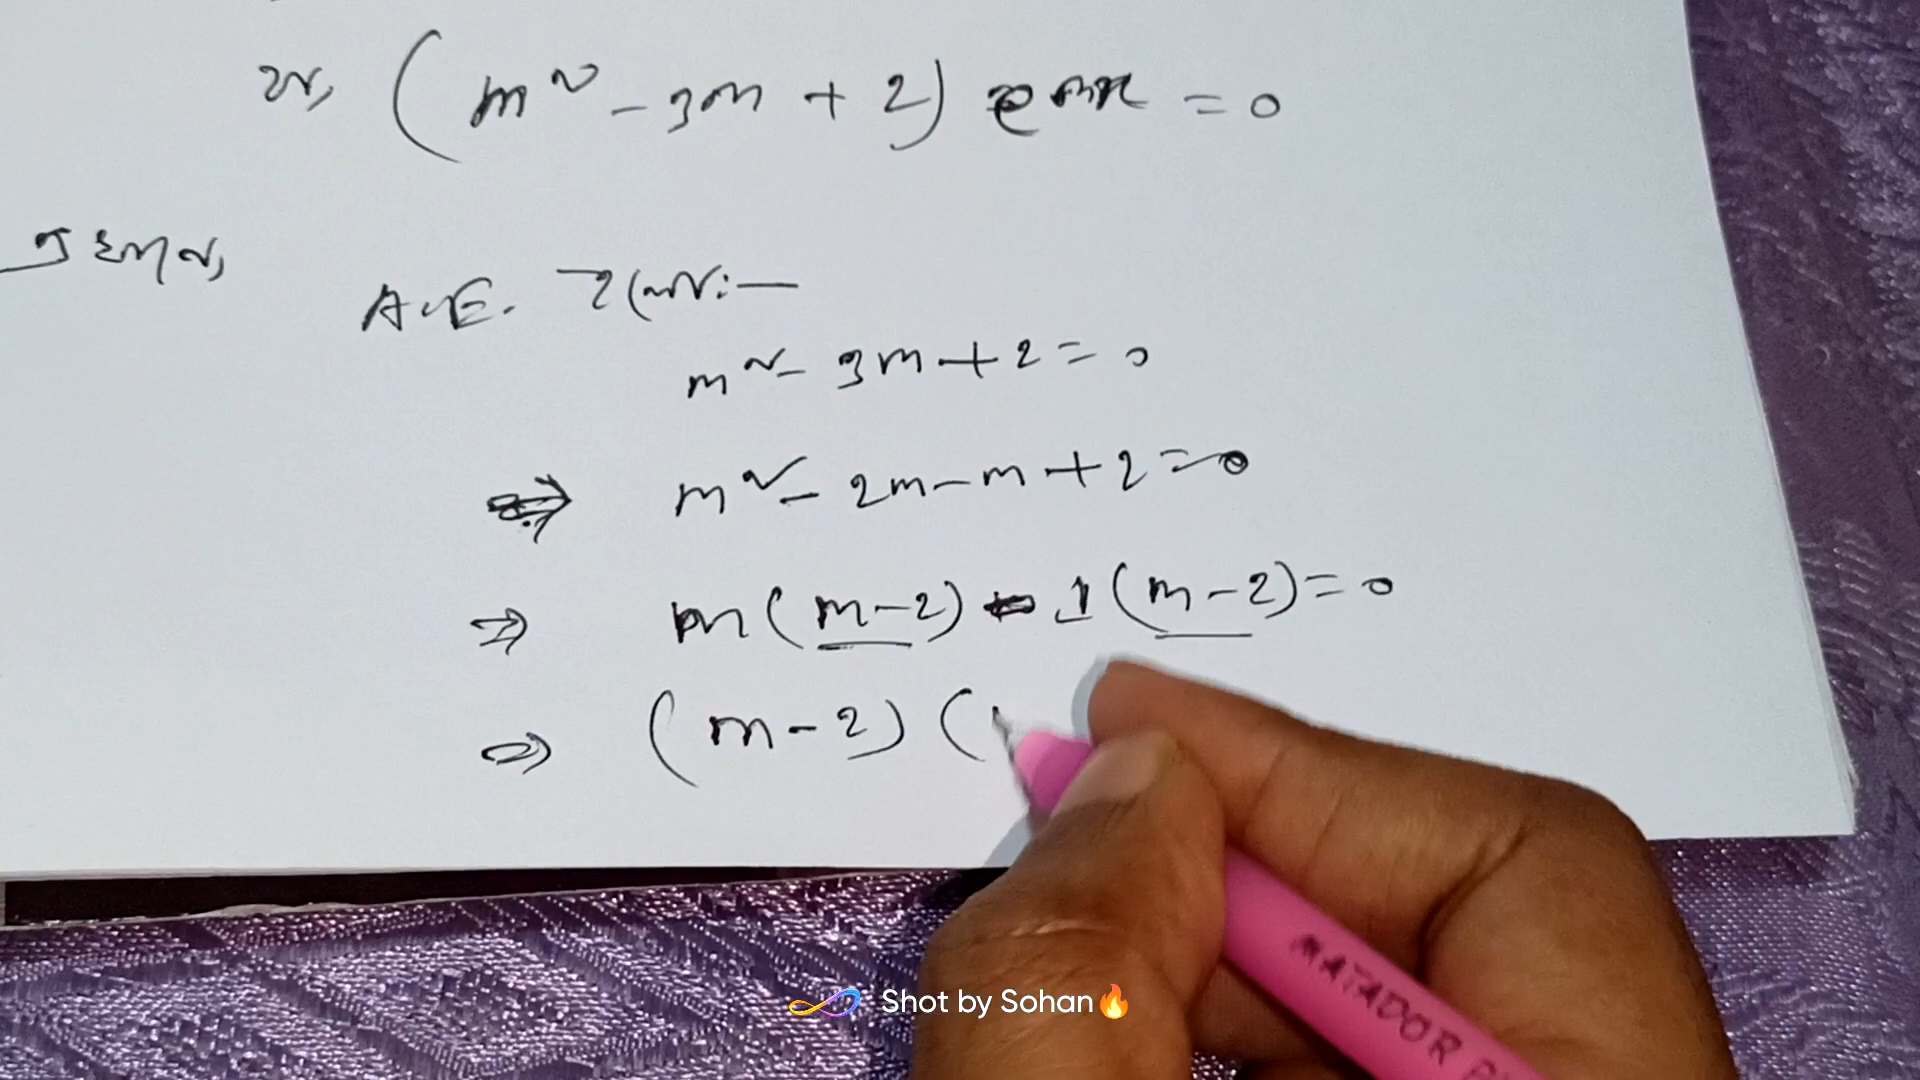 বা, (m² - 3m + 2) e^mx = 0
A.E.
m² - 3m + 2 = 0
⇒ m² - 2m - m + 2 = 0
⇒ m (m - 2) - 1 (m - 2) = 0
⇒ (m - 2) (
MATADOR
Shot by Sohan🔥